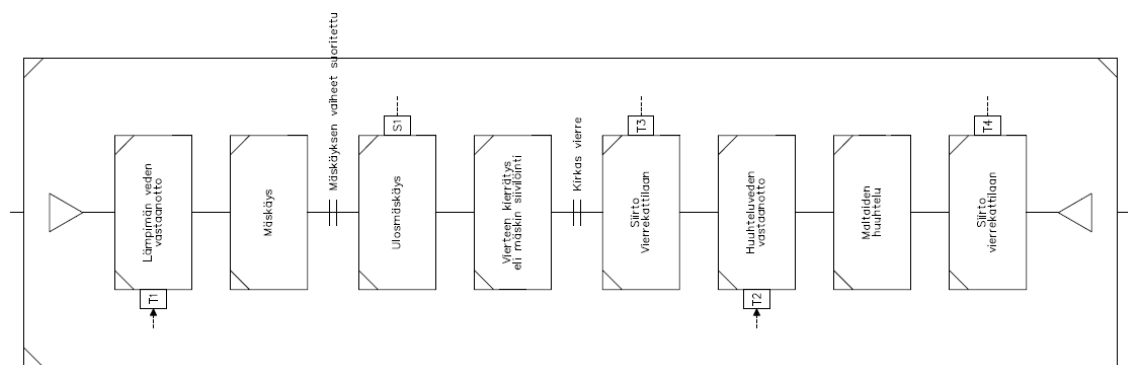 T1
Lämpimän veden
vastaanotto
Mäskäys
Mäskäyksen vaiheet suoritettu
S1
Ulosmäskäys
Vierteen kierrätys
eli mäskin siivilöinti
Kirkas vierre
T3
Siirto
Vierrekattilaan
T2
Huuhteluveden
vastaanotto
Maltaiden
huuhtelu
T4
Siirto
vierrekattilaan